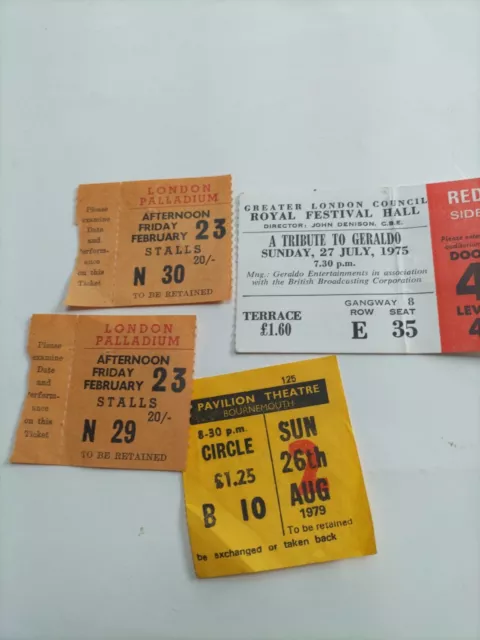 Please
examine
Date
and
Perform-
ance
on this
Ticket
LONDON
PALLADIUM
AFTERNOON
FRIDAY
FEBRUARY 23
STALLS
20/-
N 30
TO BE RETAINED
GREATER LONDON COUNCIL
ROYAL FESTIVAL HALL
DIRECTOR: JOHN DENISON, C.B.E.
A TRIBUTE TO GERALDO
SUNDAY, 27 JULY, 1975
7.30 p.m.
Mng.: Geraldo Entertainments in association
with the British Broadcasting Corporation
TERRACE
£1.60
GANGWAY 8
ROW SEAT
E 35
RED
SIDE
DOO
4
LEV
4
Please
examine
Date and
Perform-
ance
on this
Ticket
LONDON
PALLADIUM
AFTERNOON
FRIDAY
FEBRUARY 23
STALLS
20/-
N 29
TO BE RETAINED
125
PAVILION THEATRE
BOURNEMOUTH
8-30 p.m.
CIRCLE
£1.25
B 10
SUN
26th
AUG
1979
2
To be retained
be exchanged or taken back